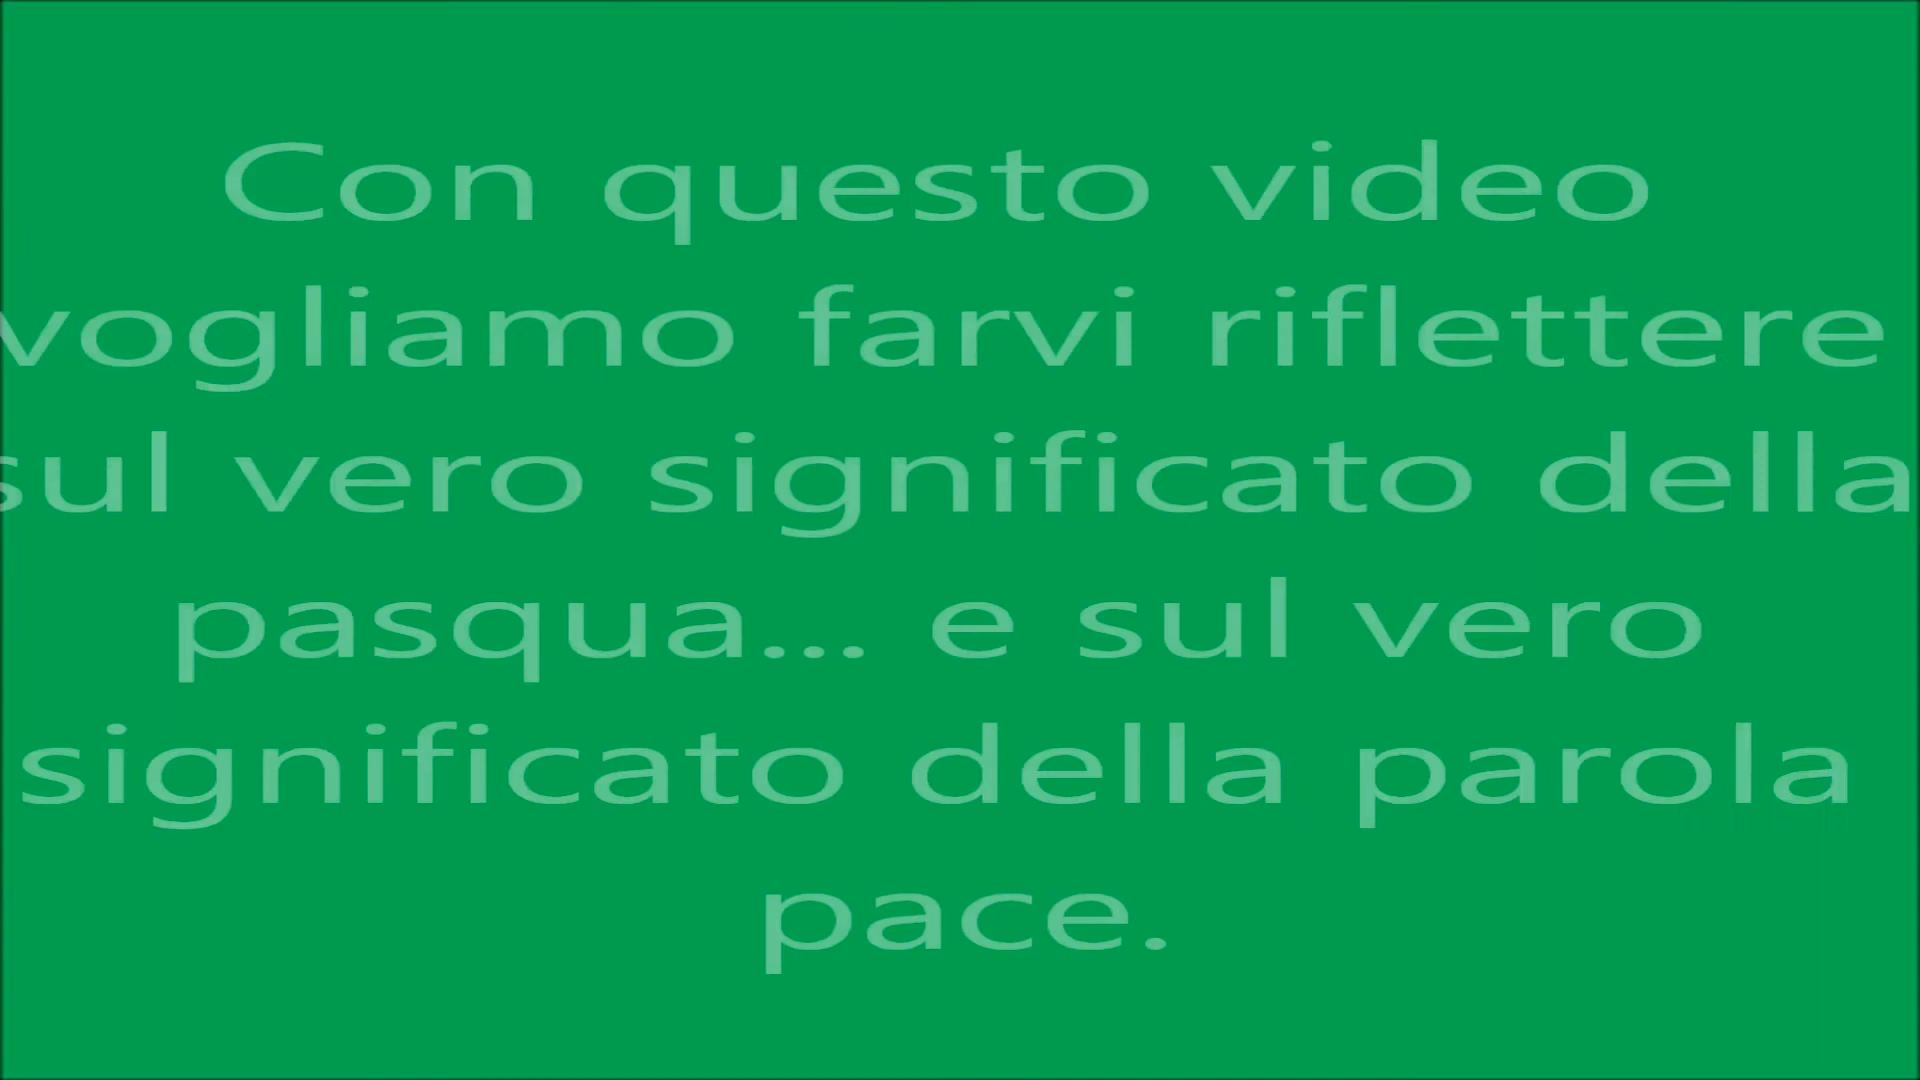 Con questo video
vogliamo farvi riflettere
sul vero significato della
pasqua... e sul vero
significato della parola
pace.